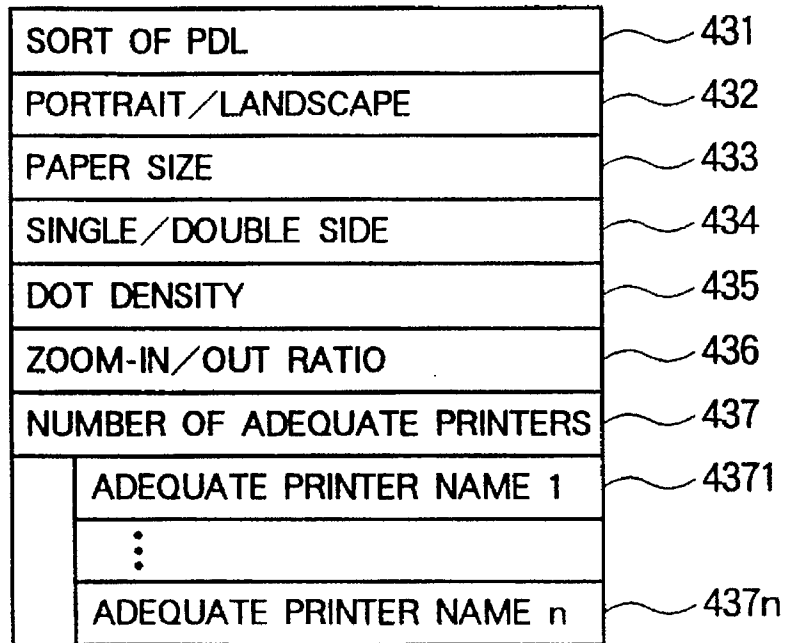 SORT OF PDL 431
PORTRAIT/LANDSCAPE 432
PAPER SIZE 433
SINGLE/DOUBLE SIDE 434
DOT DENSITY 435
ZOOM-IN/OUT RATIO 436
NUMBER OF ADEQUATE PRINTERS 437
ADEQUATE PRINTER NAME 1 4371
⋮
ADEQUATE PRINTER NAME n 437n